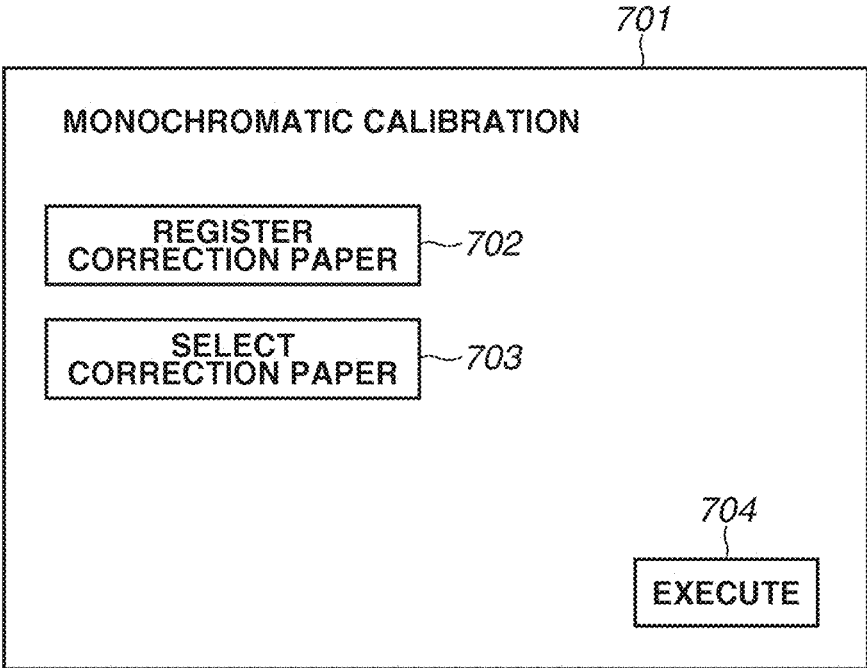 701
MONOCHROMATIC CALIBRATION
REGISTER
CORRECTION PAPER
702
SELECT
CORRECTION PAPER
703
704
EXECUTE